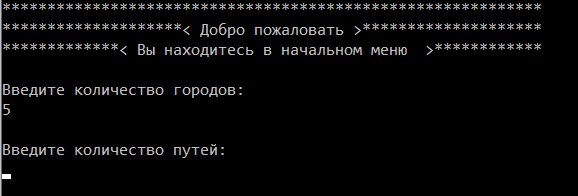 ************************************************************
********************< Добро пожаловать >********************
*************< Вы находитесь в начальном меню  >************
Введите количество городов:
5
Введите количество путей: